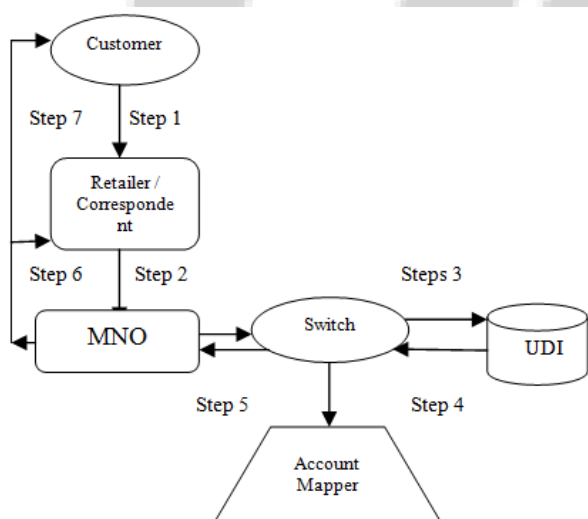 Customer
Step 7
Step 1
Retailer /
Corresponde
nt
Step 6
Step 2
Steps 3
MNO
Switch
UDI
Step 5
Step 4
Account
Mapper